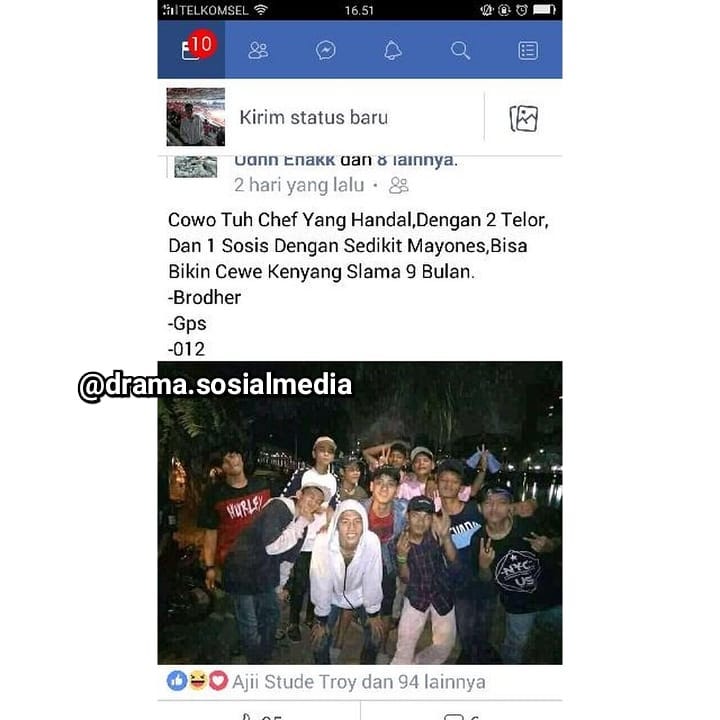 TELKOMSEL
16.51
10
Kirim status baru
Udhn Enakk dan 8 lainnya.
2 hari yang lalu
Cowo Tuh Chef Yang Handal,Dengan 2 Telor,
Dan 1 Sosis Dengan Sedikit Mayones,Bisa
Bikin Cewe Kenyang Slama 9 Bulan.
-Brodher
-Gps
-012
@drama.sosialmedia
HURLEY
NYC
US
Ajii Stude Troy dan 94 lainnya